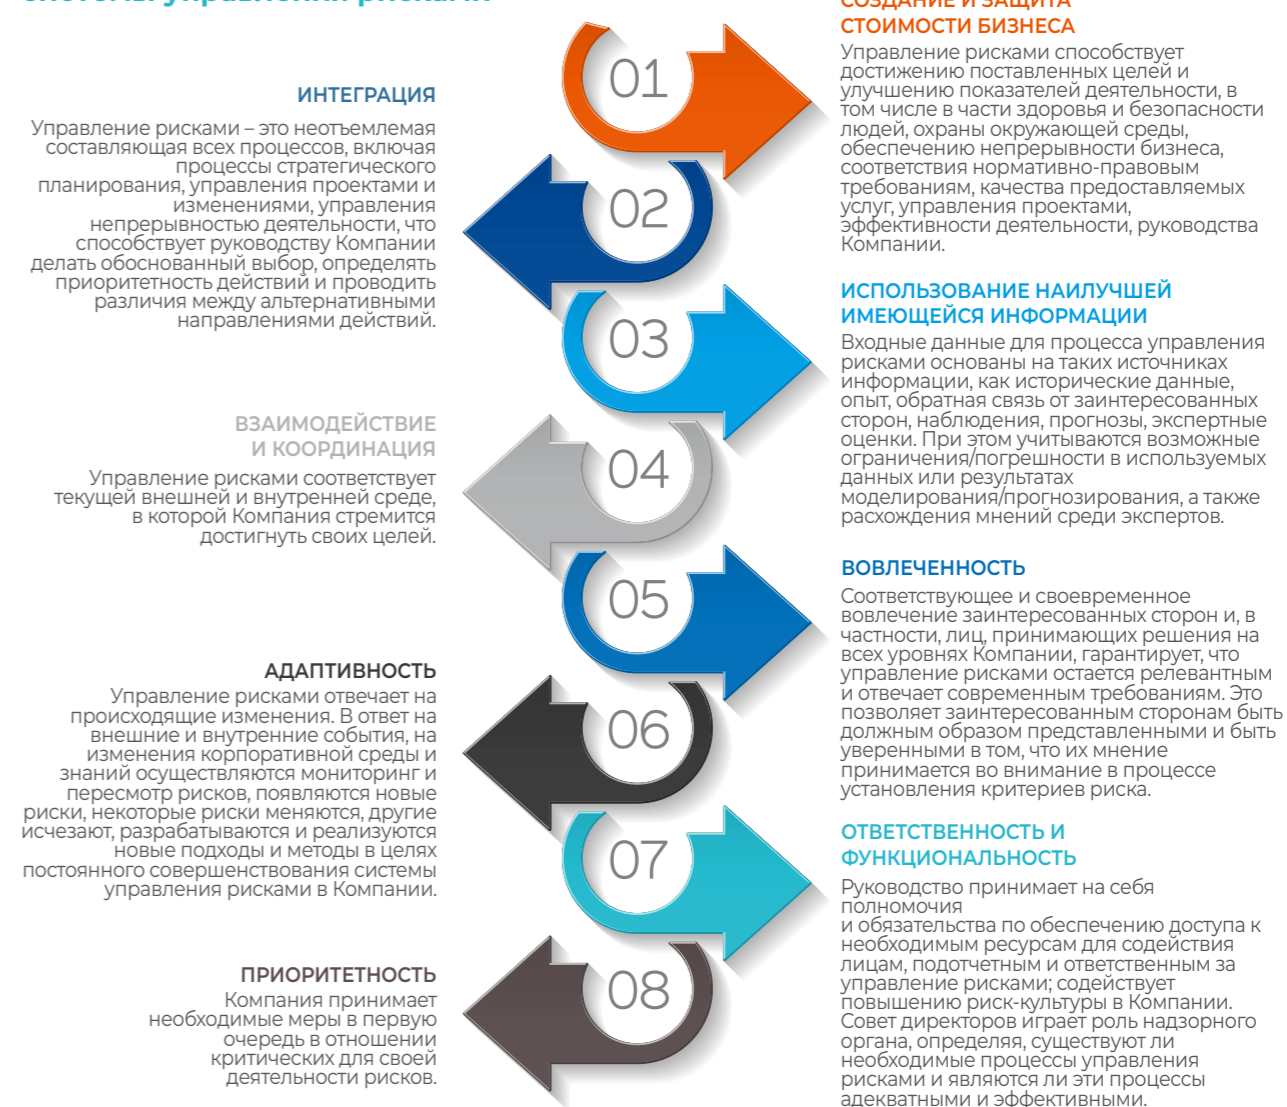 системы управления рисками
01
СОЗДАНИЕ И ЗАЩИТА
СТОИМОСТИ БИЗНЕСА
Управление рисками способствует
достижению поставленных целей и
улучшению показателей деятельности, в
том числе в части здоровья и безопасности
людей, охраны окружающей среды,
обеспечению непрерывности бизнеса,
соответствия нормативно-правовым
требованиям, качества предоставляемых
услуг, управления проектами,
эффективности деятельности, руководства
Компании.
02
ИНТЕГРАЦИЯ
Управление рисками – это неотъемлемая
составляющая всех процессов, включая
процессы стратегического
планирования, управления проектами и
изменениями, управления
непрерывностью деятельности, что
способствует руководству Компании
делать обоснованный выбор, определять
приоритетность действий и проводить
различия между альтернативными
направлениями действий.
03
ИСПОЛЬЗОВАНИЕ НАИЛУЧШЕЙ
ИМЕЮЩЕЙСЯ ИНФОРМАЦИИ
Входные данные для процесса управления
рисками основаны на таких источниках
информации, как исторические данные,
опыт, обратная связь от заинтересованных
сторон, наблюдения, прогнозы, экспертные
оценки. При этом учитываются возможные
ограничения/погрешности в используемых
данных или результатах
моделирования/прогнозирования, а также
расхождения мнений среди экспертов.
04
ВЗАИМОДЕЙСТВИЕ
И КООРДИНАЦИЯ
Управление рисками соответствует
текущей внешней и внутренней среде,
в которой Компания стремится
достигнуть своих целей.
05
ВОВЛЕЧЕННОСТЬ
Соответствующее и своевременное
вовлечение заинтересованных сторон и, в
частности, лиц, принимающих решения на
всех уровнях Компании, гарантирует, что
управление рисками остается релевантным
и отвечает современным требованиям. Это
позволяет заинтересованным сторонам быть
должным образом представленными и быть
уверенными в том, что их мнение
принимается во внимание в процессе
установления критериев риска.
06
АДАПТИВНОСТЬ
Управление рисками отвечает на
происходящие изменения. В ответ на
внешние и внутренние события, на
изменения корпоративной среды и
знаний осуществляются мониторинг и
пересмотр рисков, появляются новые
риски, некоторые риски меняются, другие
исчезают, разрабатываются и реализуются
новые подходы и методы в целях
постоянного совершенствования системы
управления рисками в Компании.
07
ОТВЕТСТВЕННОСТЬ И
ФУНКЦИОНАЛЬНОСТЬ
Руководство принимает на себя
полномочия
и обязательства по обеспечению доступа к
необходимым ресурсам для содействия
лицам, подотчетным и ответственным за
управление рисками; содействует
повышению риск-культуры в Компании.
Совет директоров играет роль надзорного
органа, определяя, существуют ли
необходимые процессы управления
рисками и являются ли эти процессы
адекватными и эффективными.
08
ПРИОРИТЕТНОСТЬ
Компания принимает
необходимые меры в первую
очередь в отношении
критических для своей
деятельности рисков.